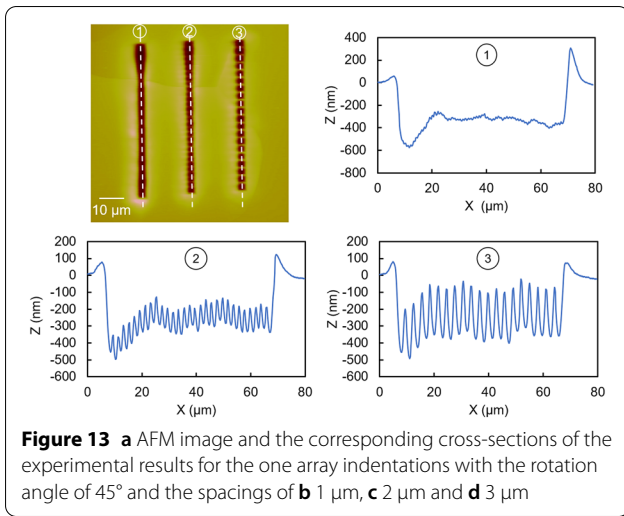 ① ② ③
10 μm
①
400
200
0
-200
-400
-600
-800
Z (nm)
0 20 40 60 80
X (μm)
②
200
100
0
-100
-200
-300
-400
-500
-600
Z (nm)
0 20 40 60 80
X (μm)
③
200
100
0
-100
-200
-300
-400
-500
-600
Z (nm)
0 20 40 60 80
X (μm)
Figure 13 a AFM image and the corresponding cross-sections of the
experimental results for the one array indentations with the rotation
angle of 45° and the spacings of b 1 μm, c 2 μm and d 3 μm